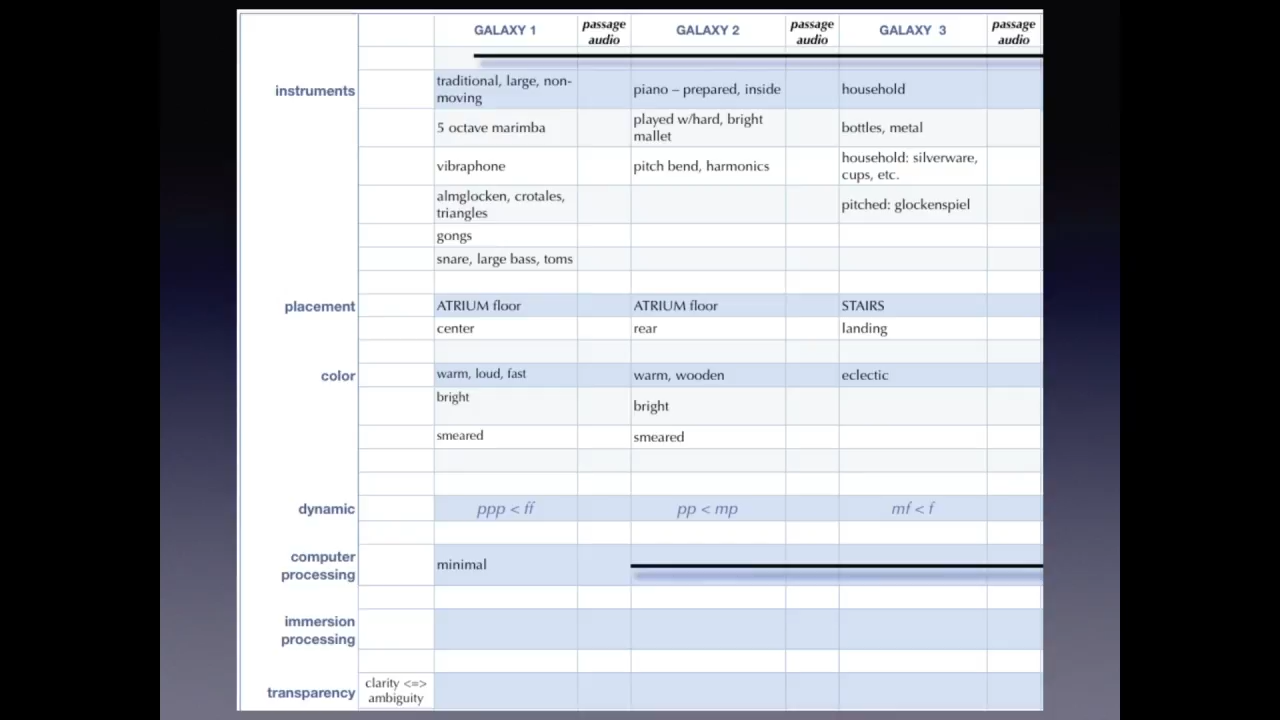 GALAXY 1
passage
audio
GALAXY 2
passage
audio
GALAXY 3
passage
audio
instruments
traditional, large, non-
moving
piano – prepared, inside
household
5 octave marimba
played w/hard, bright
mallet
bottles, metal
vibraphone
pitch bend, harmonics
household: silverware,
cups, etc.
almglocken, crotales,
triangles
pitched: glockenspiel
gongs
snare, large bass, toms
placement
ATRIUM floor
ATRIUM floor
STAIRS
center
rear
landing
color
warm, loud, fast
warm, wooden
eclectic
bright
bright
smeared
smeared
dynamic
ppp < ff
pp < mp
mf < f
computer
processing
minimal
immersion
processing
transparency
clarity <=>
ambiguity